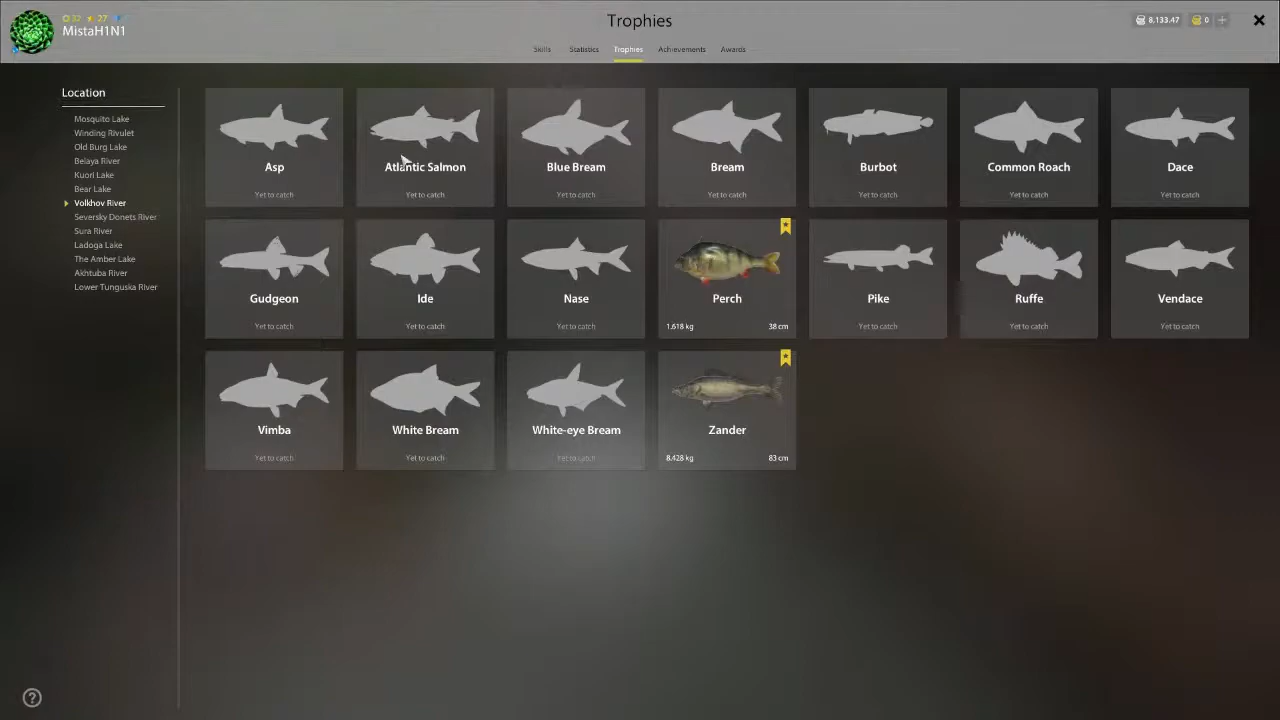 32 27
MistaH1N1
Trophies
8,133.47 0
Skills Statistics Trophies Achievements Awards
Location
Mosquito Lake
Winding Rivulet
Old Burg Lake
Belaya River
Kuori Lake
Bear Lake
Volkhov River
Seversky Donets River
Sura River
Ladoga Lake
The Amber Lake
Akhtuba River
Lower Tunguska River
Asp Atlantic Salmon Blue Bream Bream Burbot Common Roach Dace
Yet to catch Yet to catch Yet to catch Yet to catch Yet to catch Yet to catch Yet to catch
Gudgeon Ide Nase Perch Pike Ruffe Vendace
Yet to catch Yet to catch Yet to catch 1.618 kg 38 cm Yet to catch Yet to catch Yet to catch
Vimba White Bream White-eye Bream Zander
Yet to catch Yet to catch Yet to catch 8.428 kg 83 cm
?